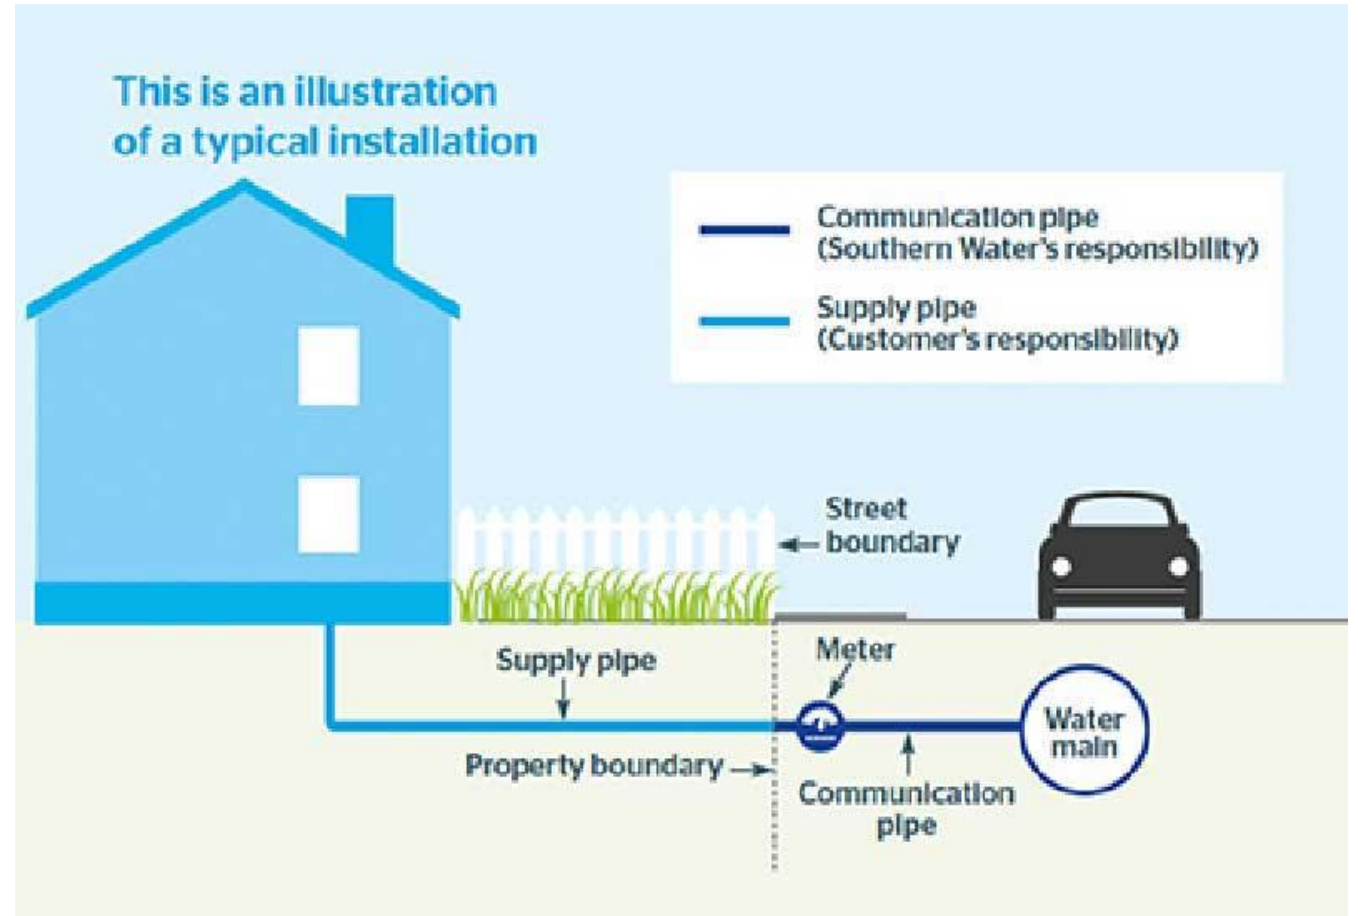 This is an illustration
of a typical installation
Communication pipe
(Southern Water's responsibility)
Supply pipe
(Customer's responsibility)
Street
boundary
Supply pipe
Meter
Water
main
Property boundary
Communication
pipe